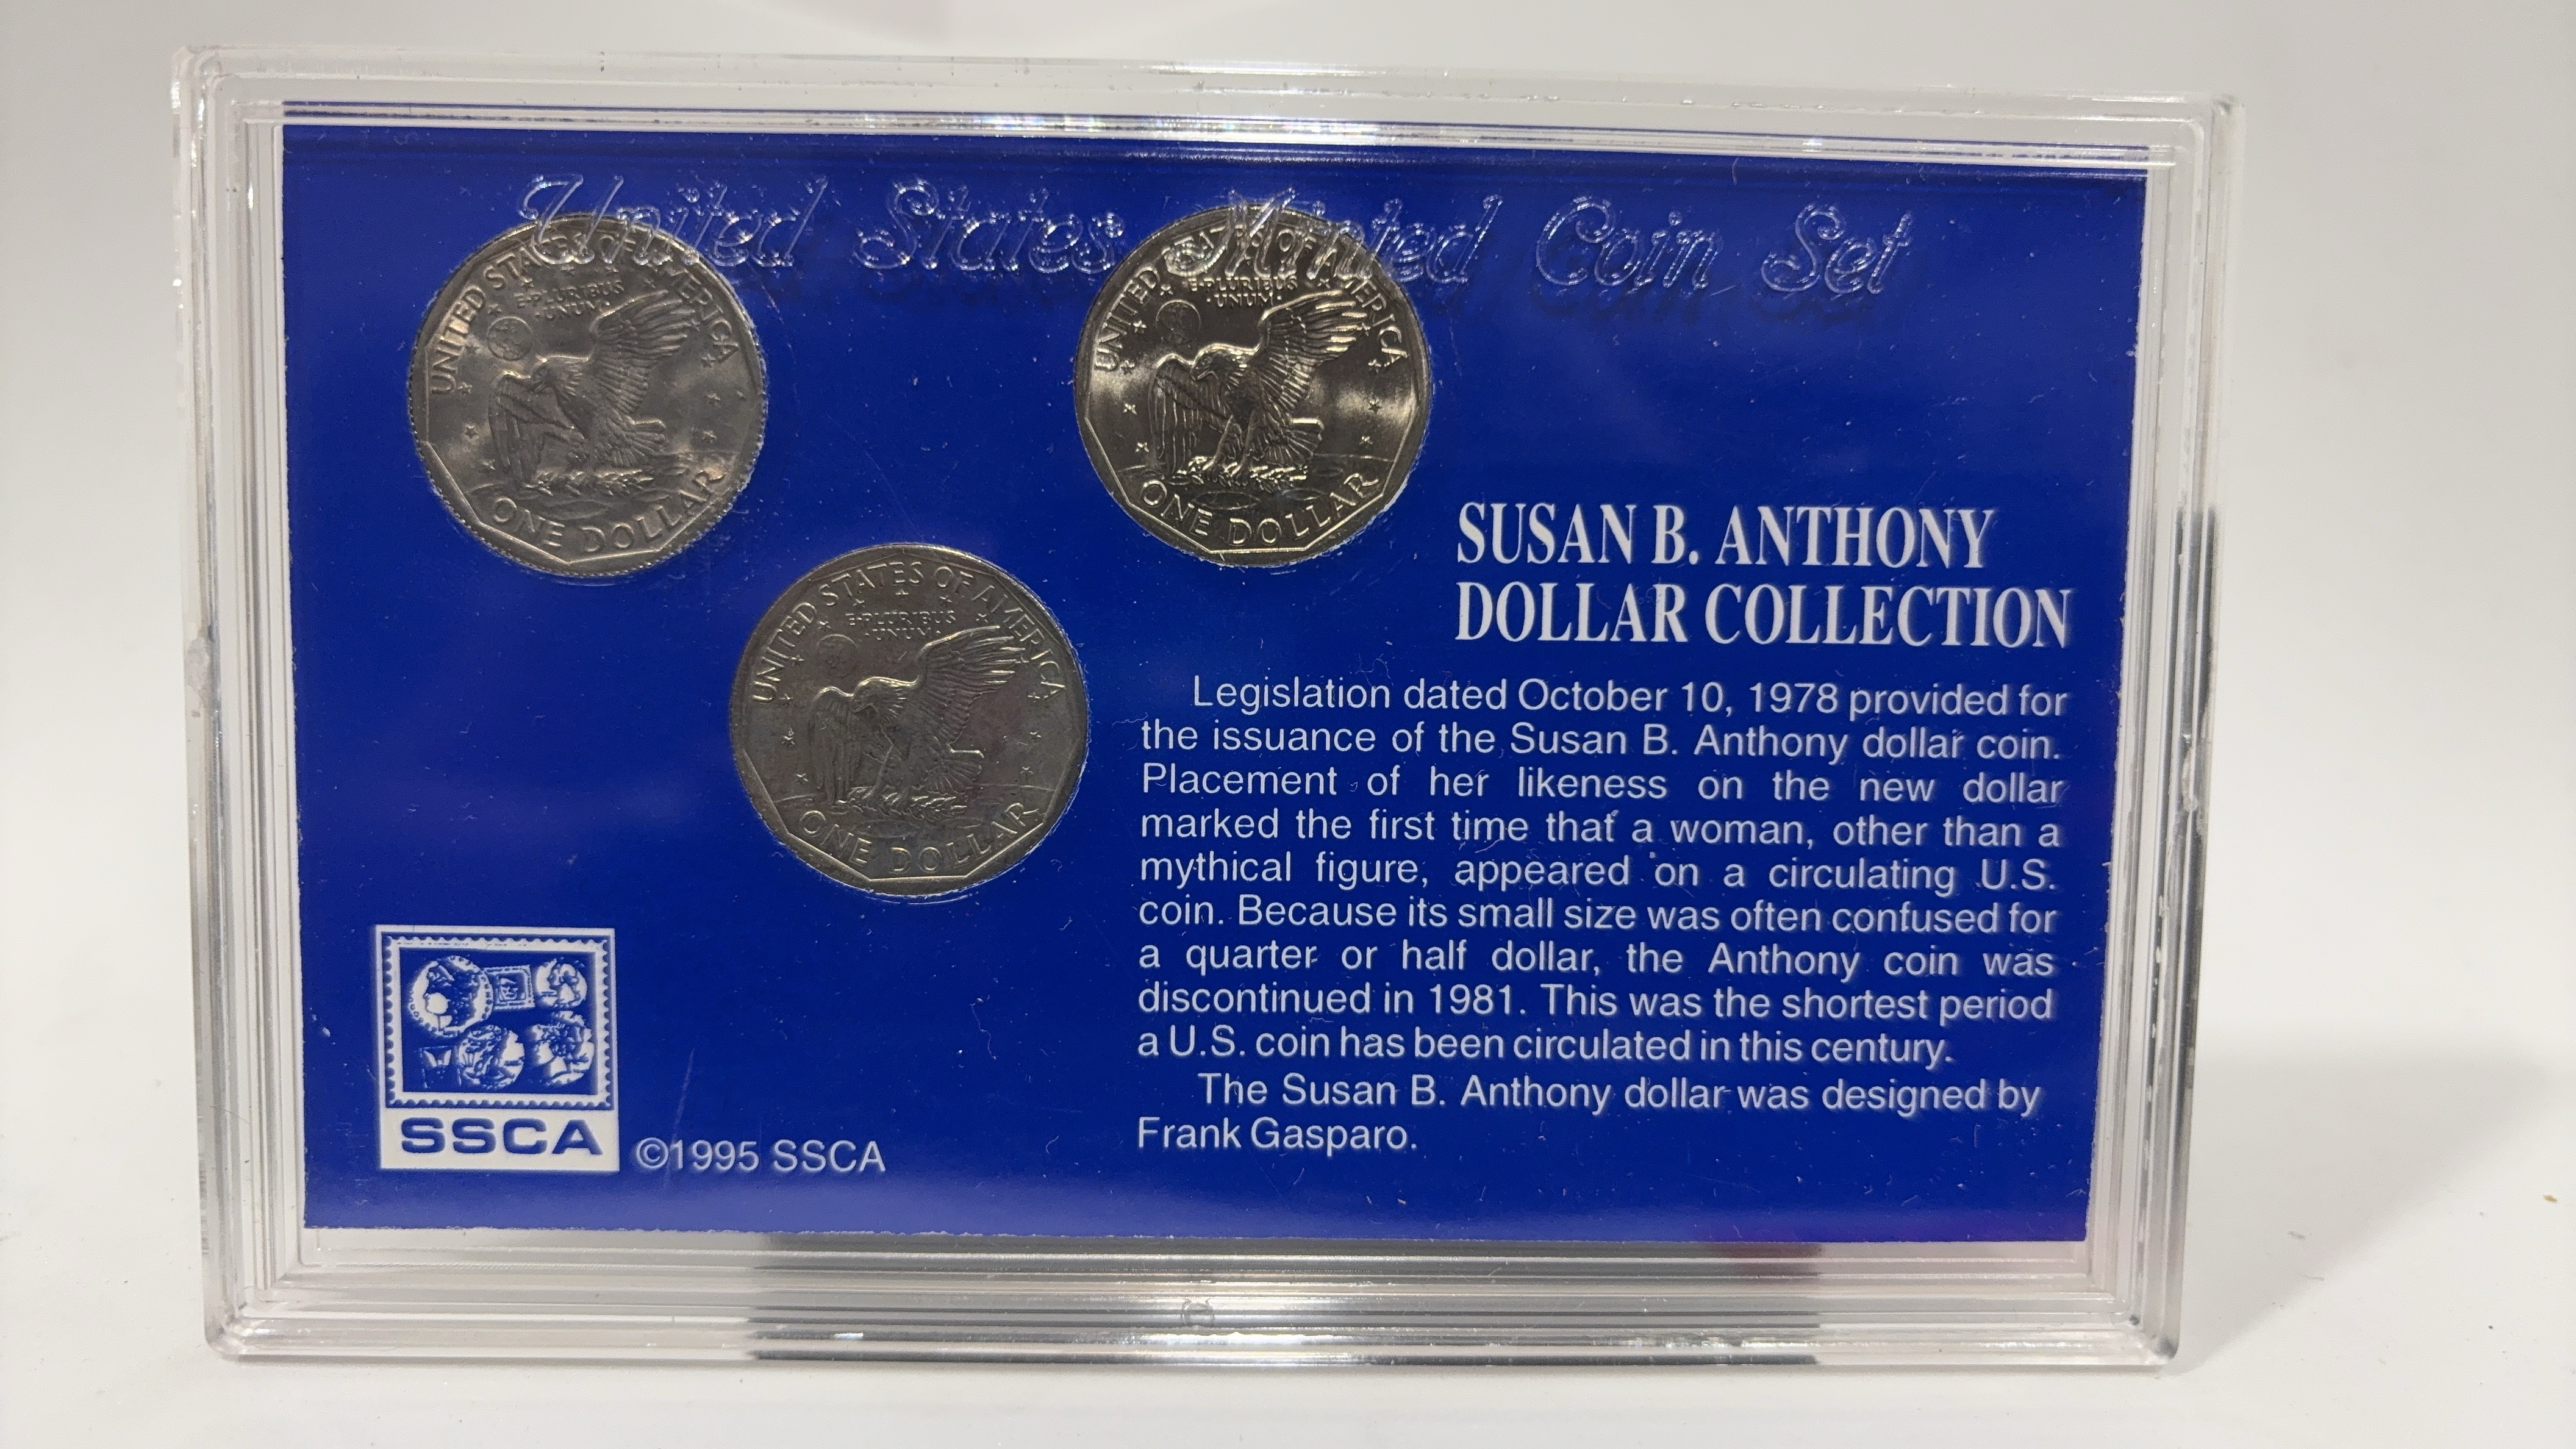 United States Minted Coin Set
UNITED STATES OF AMERICA
E·PLURIBUS
·UNUM·
ONE DOLLAR
UNITED STATES OF AMERICA
E·PLURIBUS
·UNUM·
ONE DOLLAR
UNITED STATES OF AMERICA
E·PLURIBUS
·UNUM·
ONE DOLLAR
SUSAN B. ANTHONY
DOLLAR COLLECTION
Legislation dated October 10, 1978 provided for
the issuance of the Susan B. Anthony dollar coin.
Placement of her likeness on the new dollar
marked the first time that a woman, other than a
mythical figure, appeared on a circulating U.S.
coin. Because its small size was often confused for
a quarter or half dollar, the Anthony coin was
discontinued in 1981. This was the shortest period
a U.S. coin has been circulated in this century.
The Susan B. Anthony dollar was designed by
Frank Gasparo.
SSCA
©1995 SSCA